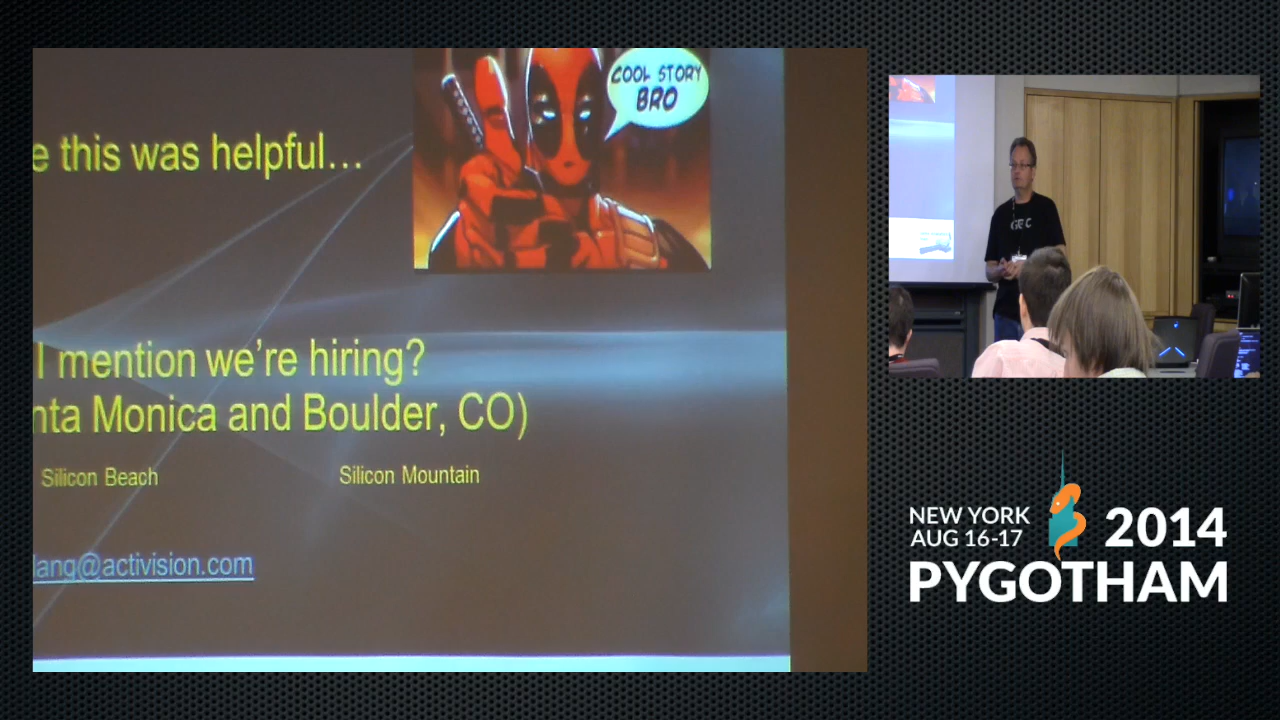 COOL STORY
BRO
e this was helpful…
I mention we’re hiring?
nta Monica and Boulder, CO)
Silicon Beach
Silicon Mountain
lang@activision.com
NEW YORK
AUG 16-17
2014
PYGOTHAM